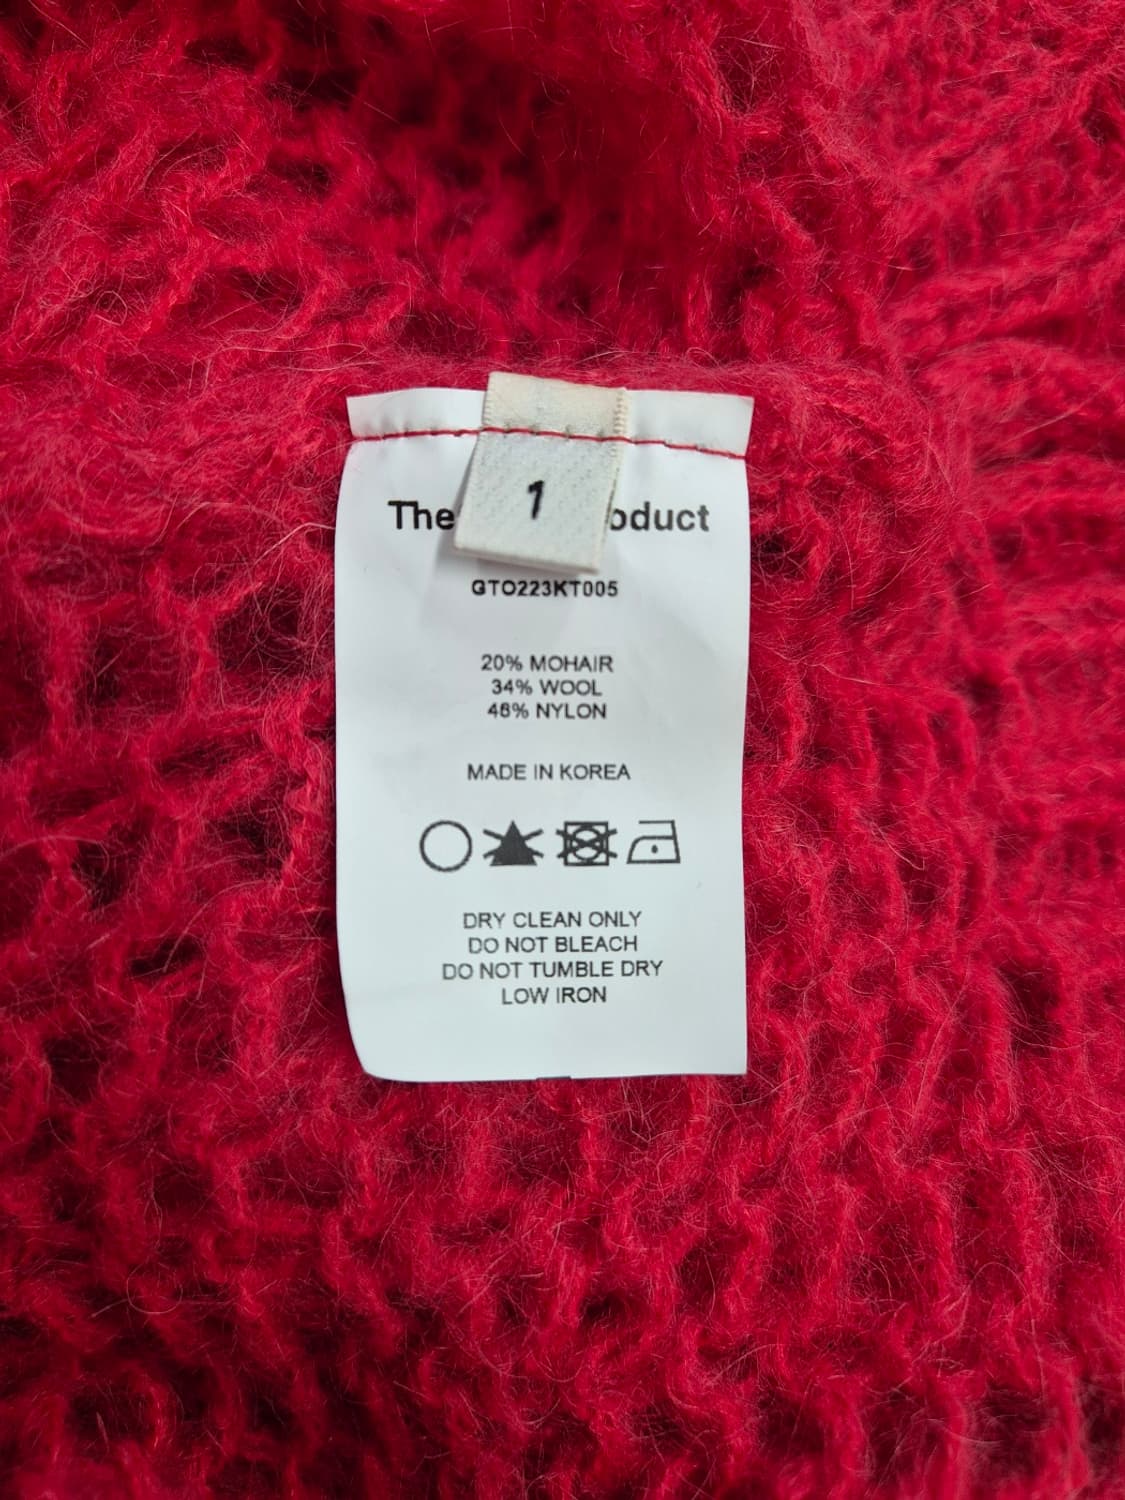 1
The oduct
GTO223KT005
20% MOHAIR
34% WOOL
46% NYLON
MADE IN KOREA
DRY CLEAN ONLY
DO NOT BLEACH
DO NOT TUMBLE DRY
LOW IRON